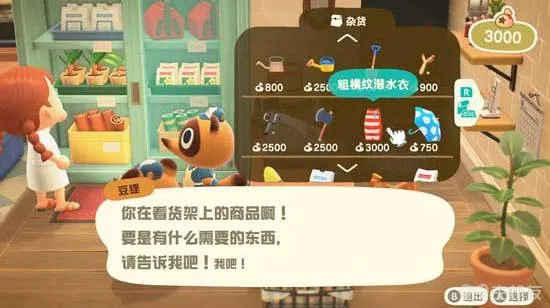 杂货
3000
800
250
900
粗横纹潜水衣
R
2500
2500
3000
750
豆狸
你在看货架上的商品啊！
要是有什么需要的东西，
请告诉我吧！我吧！
B 退出 A 选择